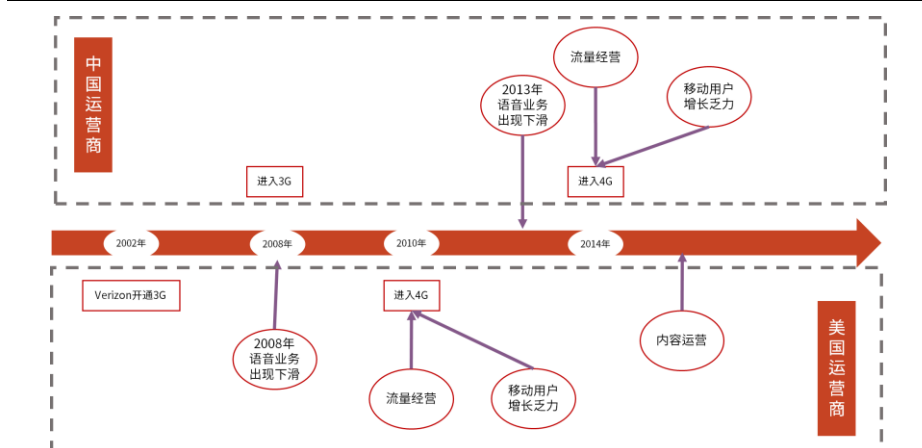 中国运营商
流量经营
2013年
语音业务
出现下滑
移动用户
增长乏力
进入3G
进入4G
2002年
2008年
2010年
2014年
Verizon开通3G
进入4G
2008年
语音业务
出现下滑
流量经营
移动用户
增长乏力
内容运营
美国运营商